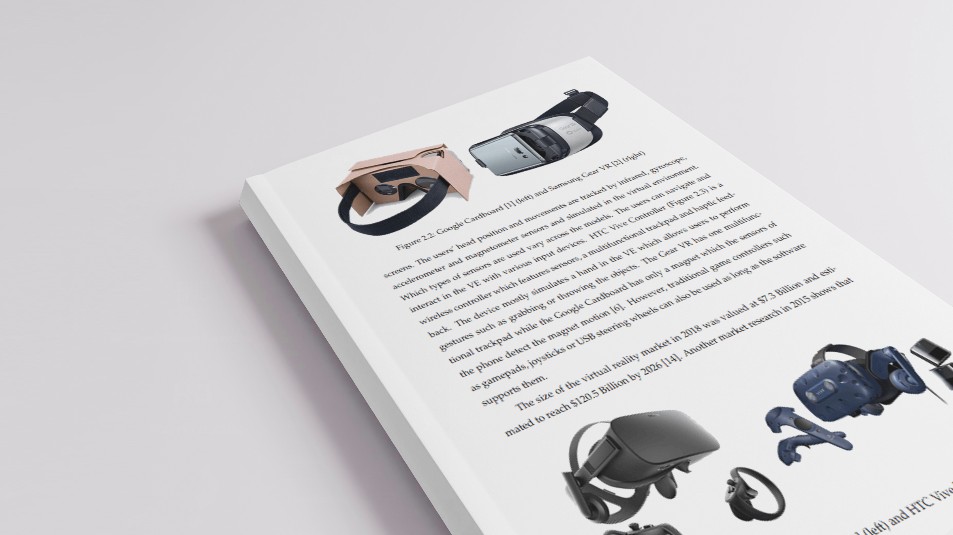 Figure 2.2: Google Cardboard [1] (left) and Samsung Gear VR [2] (right)
screens. The users' head position and movements are tracked by infrared, gyroscope,
accelerometer and magnetometer sensors and simulated in the virtual environment.
Which types of sensors are used vary across the models. The users can navigate and
interact in the VE with various input devices. HTC Vive Controller (Figure 2.5) is a
wireless controller which features sensors, a multifunctional trackpad and haptic feed-
back. The device mostly simulates a hand in the VE which allows users to perform
gestures such as grabbing or throwing the objects. The Gear VR has one multifunc-
tional trackpad while the Google Cardboard has only a magnet which the sensors of
the phone detect the magnet motion [6]. However, traditional game controllers such
as gamepads, joysticks or USB steering wheels can also be used as long as the software
supports them.
The size of the virtual reality market in 2018 was valued at $7.3 Billion and esti-
mated to reach $120.5 Billion by 2026 [14]. Another market research in 2015 shows that
(left) and HTC Vive